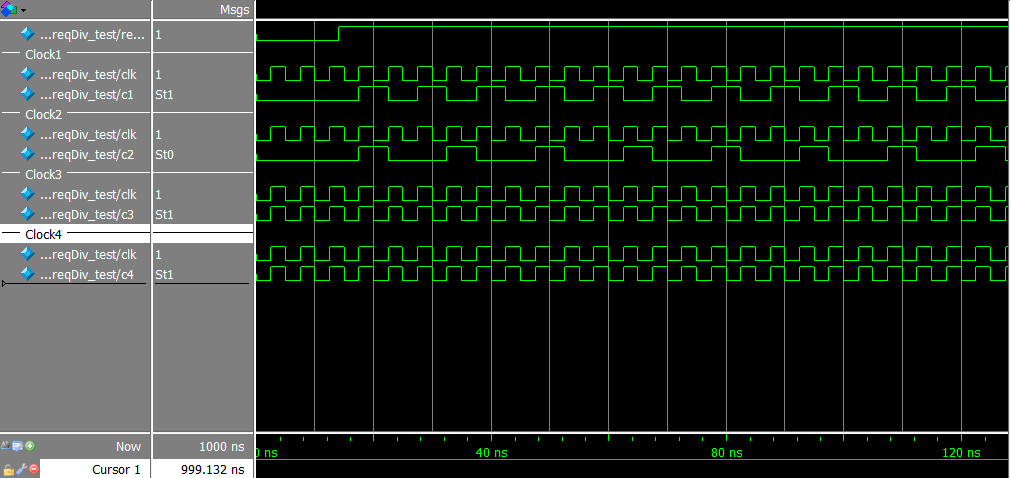 Msgs
...reqDiv_test/re... 1
Clock1
...reqDiv_test/clk 1
...reqDiv_test/c1 St1
Clock2
...reqDiv_test/clk 1
...reqDiv_test/c2 St0
Clock3
...reqDiv_test/clk 1
...reqDiv_test/c3 St1
Clock4
...reqDiv_test/clk 1
...reqDiv_test/c4 St1
Now 1000 ns
0 ns 40 ns 80 ns 120 ns
Cursor 1 999.132 ns